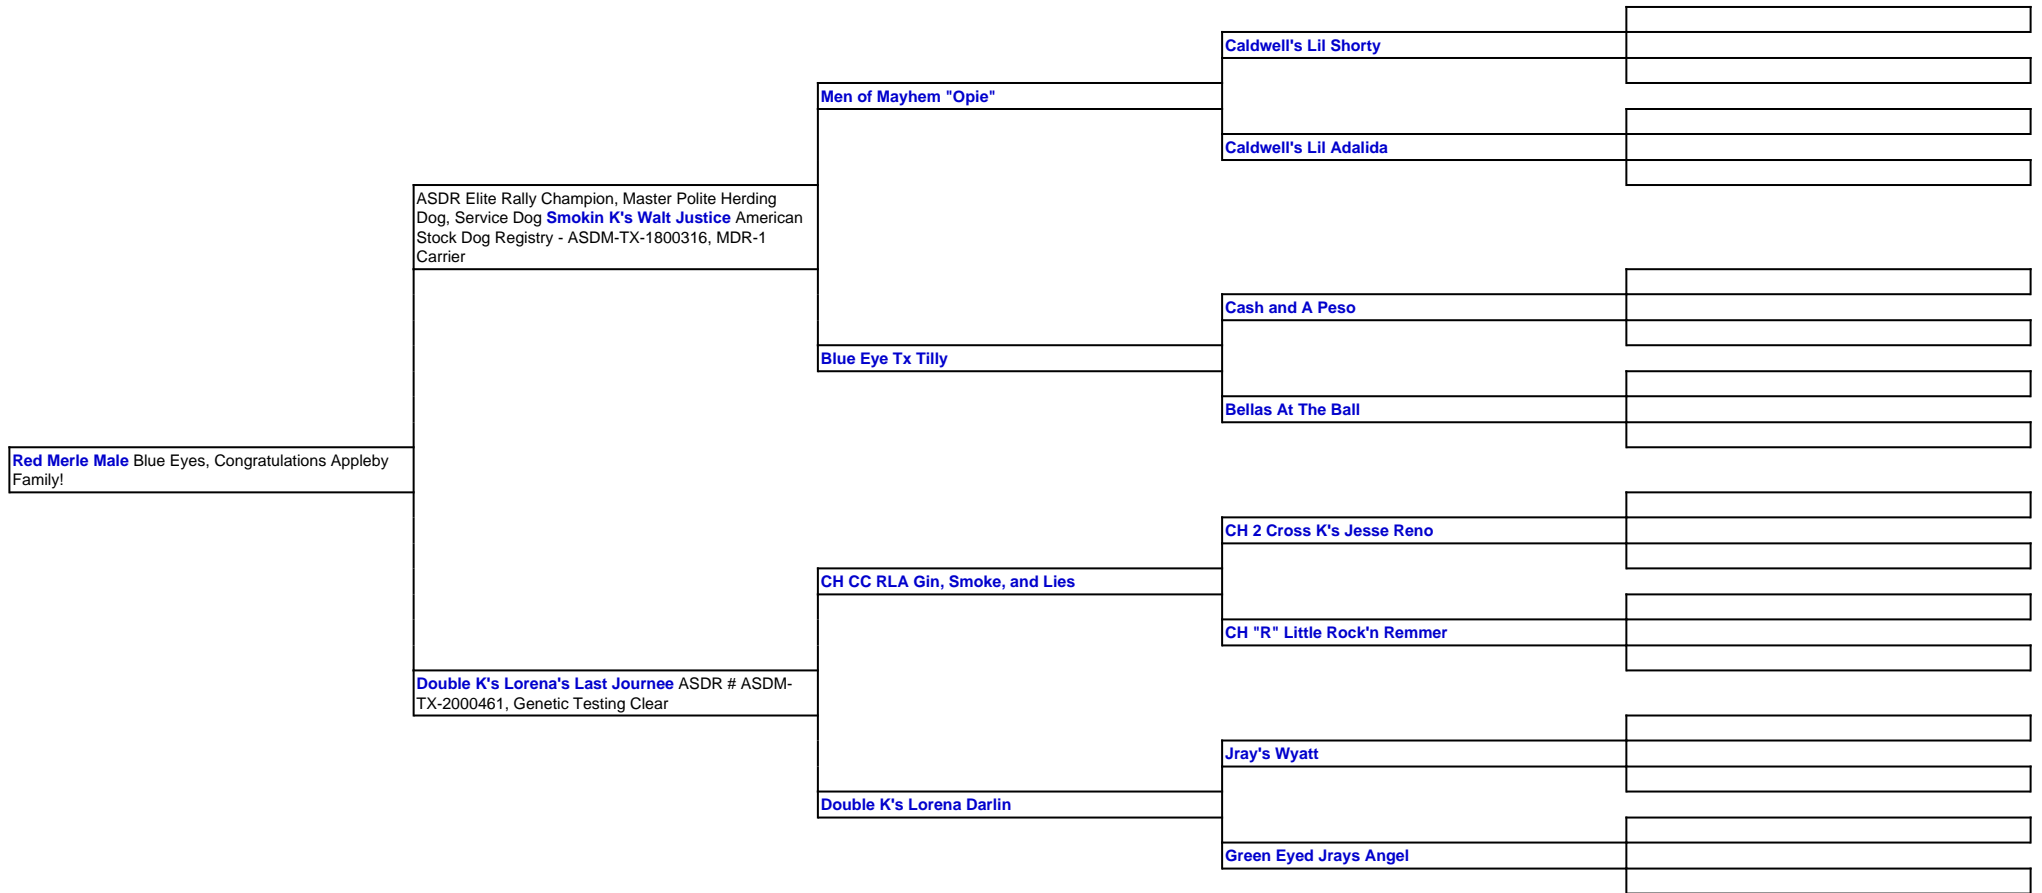 Caldwell's Lil Shorty
Men of Mayhem "Opie"
Caldwell's Lil Adalida
ASDR Elite Rally Champion, Master Polite Herding
Dog, Service Dog Smokin K's Walt Justice American
Stock Dog Registry - ASDM-TX-1800316, MDR-1
Carrier
Cash and A Peso
Blue Eye Tx Tilly
Bellas At The Ball
Red Merle Male Blue Eyes, Congratulations Appleby
Family!
CH 2 Cross K's Jesse Reno
CH CC RLA Gin, Smoke, and Lies
CH "R" Little Rock'n Remmer
Double K's Lorena's Last Journee ASDR # ASDM-
TX-2000461, Genetic Testing Clear
Jray's Wyatt
Double K's Lorena Darlin
Green Eyed Jrays Angel